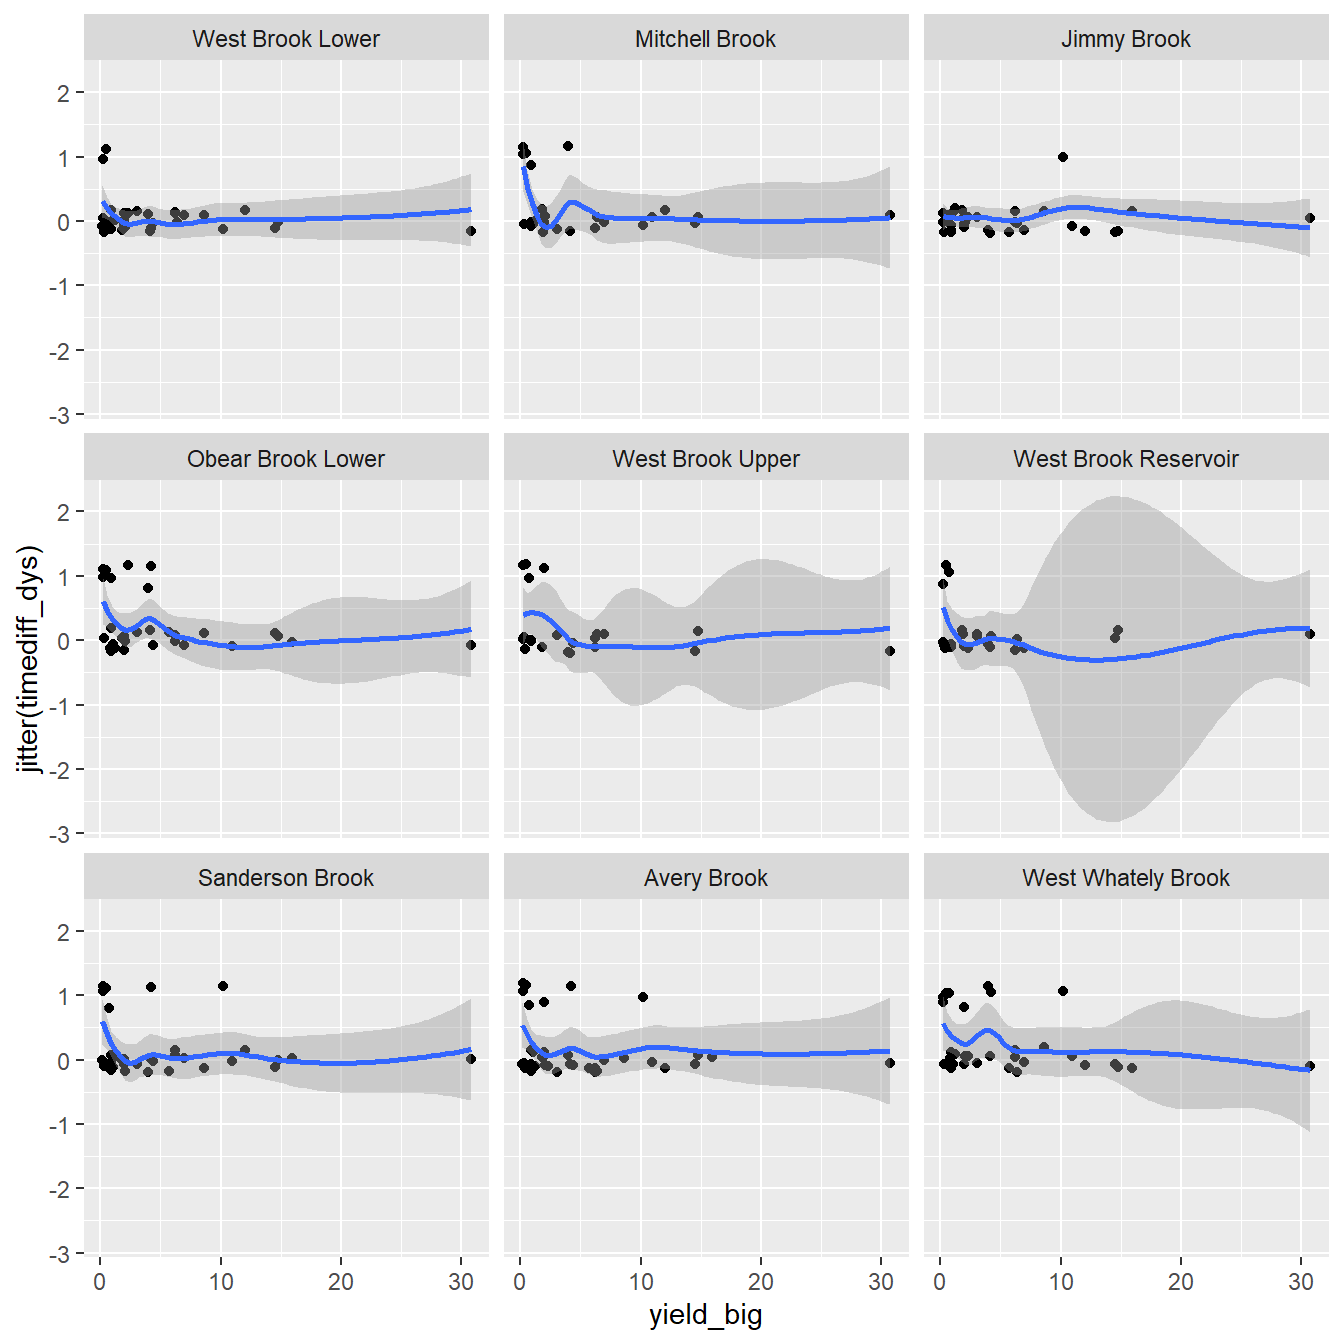 West Brook Lower
Mitchell Brook
Jimmy Brook
2
1
0
-1
-2
-3
Obear Brook Lower
West Brook Upper
West Brook Reservoir
2
1
0
-1
-2
-3
jitter(timediff_dys)
Sanderson Brook
Avery Brook
West Whately Brook
2
1
0
-1
-2
-3
0 10 20 30
0 10 20 30
0 10 20 30
yield_big